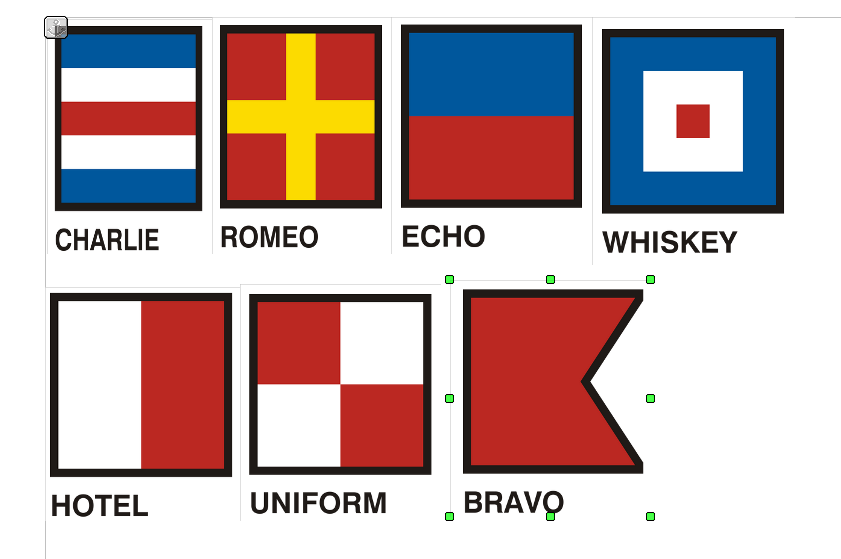 CHARLIE
ROMEO
ECHO
WHISKEY
HOTEL
UNIFORM
BRAVO